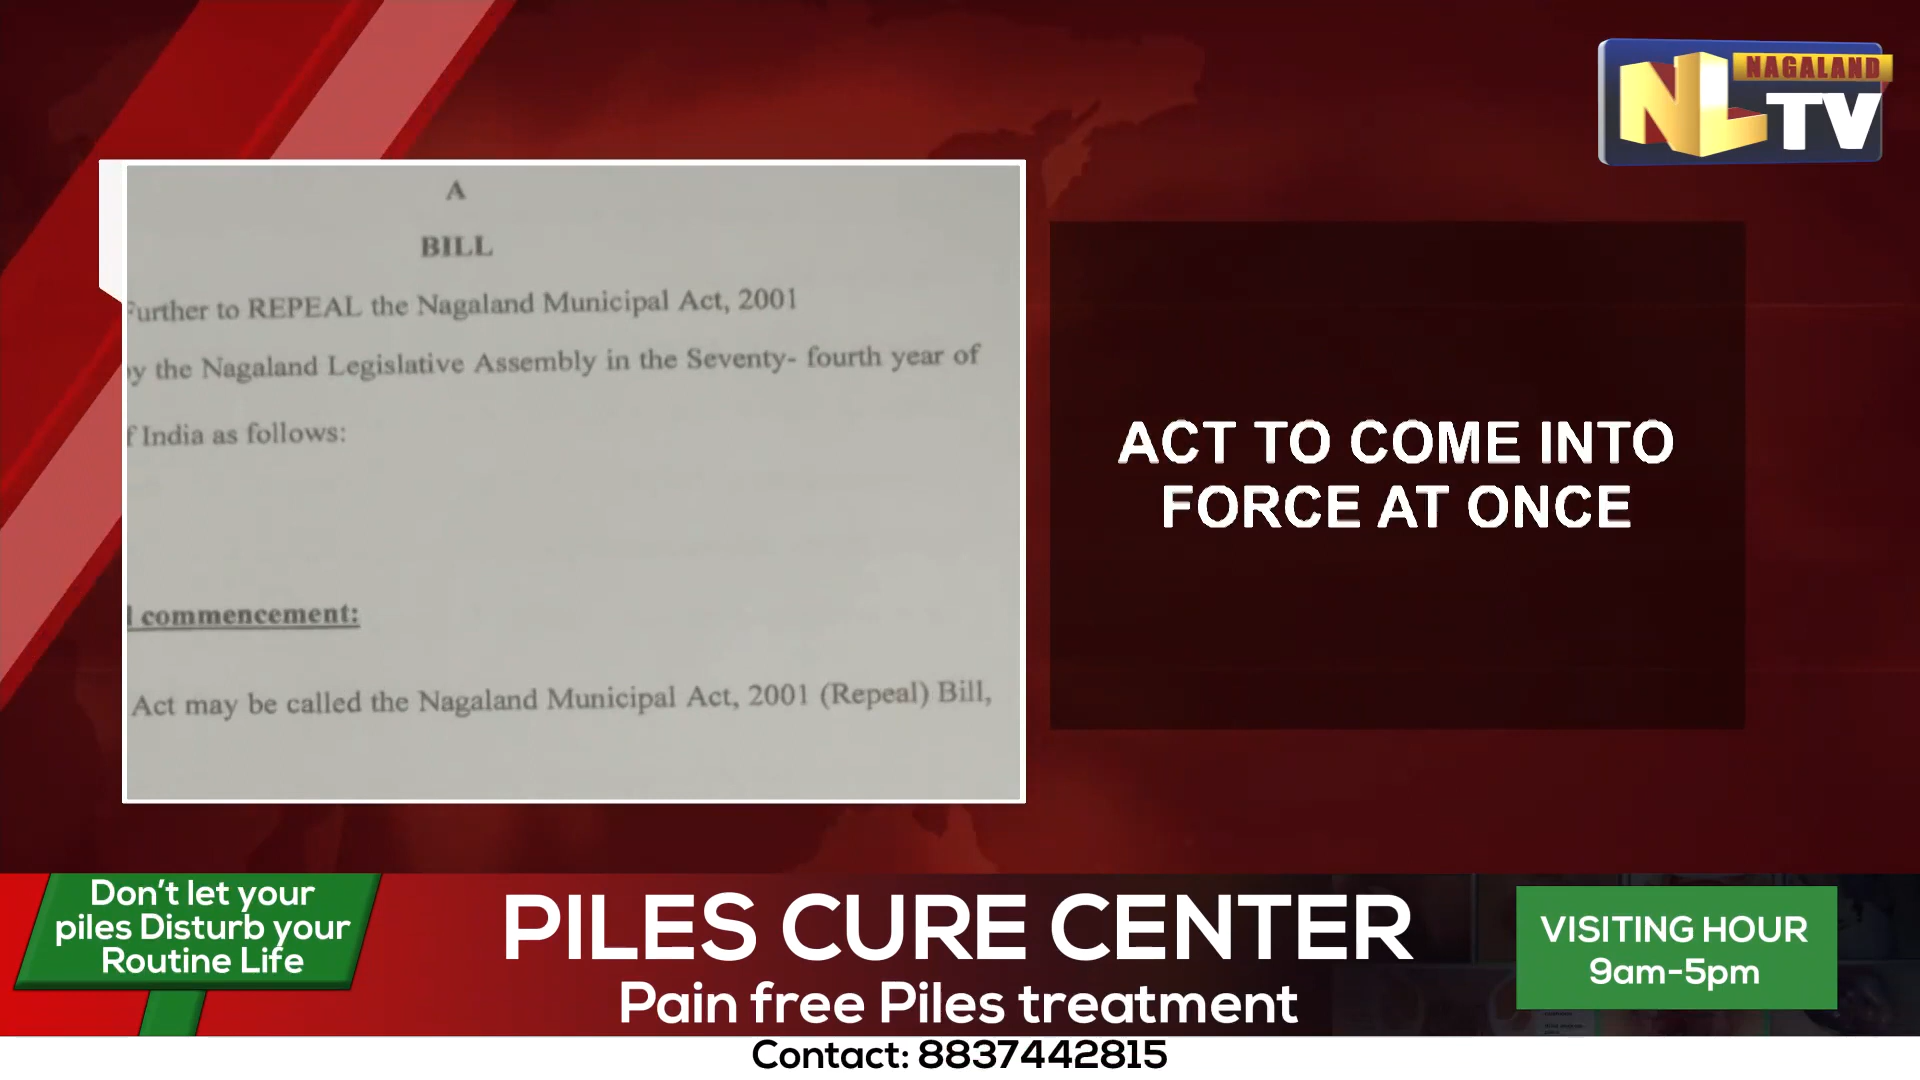 NAGALAND
NL TV
A
BILL
Further to REPEAL the Nagaland Municipal Act, 2001
by the Nagaland Legislative Assembly in the Seventy- fourth year of
f India as follows:
commencement:
Act may be called the Nagaland Municipal Act, 2001 (Repeal) Bill,
ACT TO COME INTO
FORCE AT ONCE
Don't let your
piles Disturb your
Routine Life
PILES CURE CENTER
Pain free Piles treatment
VISITING HOUR
9am-5pm
Contact: 8837442815